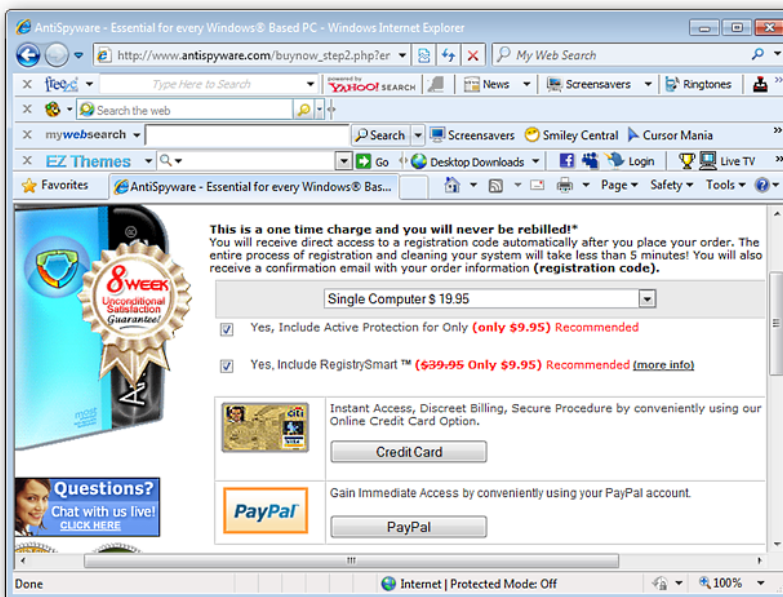 AntiSpyware - Essential for every Windows® Based PC - Windows Internet Explorer
http://www.antispyware.com/buynow_step2.php?er
My Web Search
Type Here to Search
powered by
YAHOO! SEARCH
News
Screensavers
Ringtones
Search the web
mywebsearch
Search
Screensavers
Smiley Central
Cursor Mania
EZ Themes
Go
Desktop Downloads
Login
Live TV
Favorites
AntiSpyware - Essential for every Windows® Bas...
Page
Safety
Tools
8 WEEK
Unconditional
Satisfaction
Guarantee!
This is a one time charge and you will never be rebilled!*
You will receive direct access to a registration code automatically after you place your order. The
entire process of registration and cleaning your system will take less than 5 minutes! You will also
receive a confirmation email with your order information (registration code).
Single Computer $ 19.95
Yes, Include Active Protection for Only (only $9.95) Recommended
Yes, Include RegistrySmart ™ ($39.95 Only $9.95) Recommended (more info)
citi
Instant Access, Discreet Billing, Secure Procedure by conveniently using our
Online Credit Card Option.
Credit Card
PayPal
Gain Immediate Access by conveniently using your PayPal account.
PayPal
Questions?
Chat with us live!
CLICK HERE
Done
Internet | Protected Mode: Off
100%